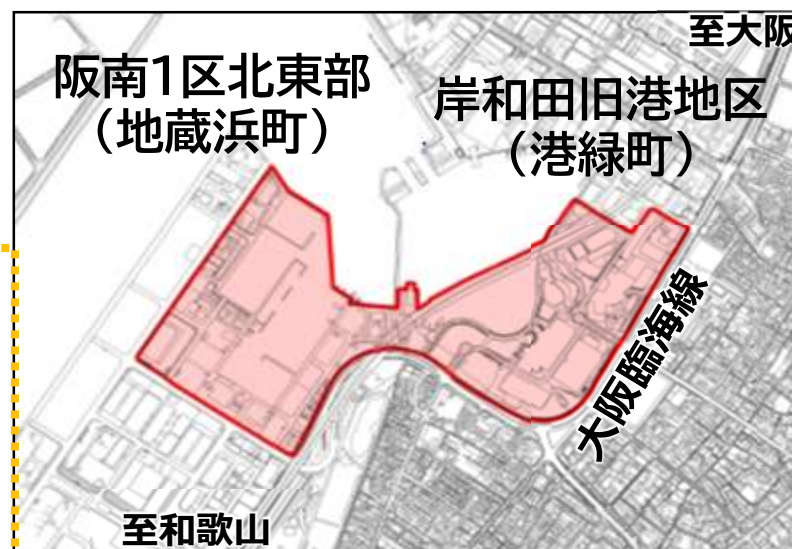 至大阪
阪南1区北東部
（地蔵浜町）
岸和田旧港地区
（港緑町）
大阪臨海線
至和歌山